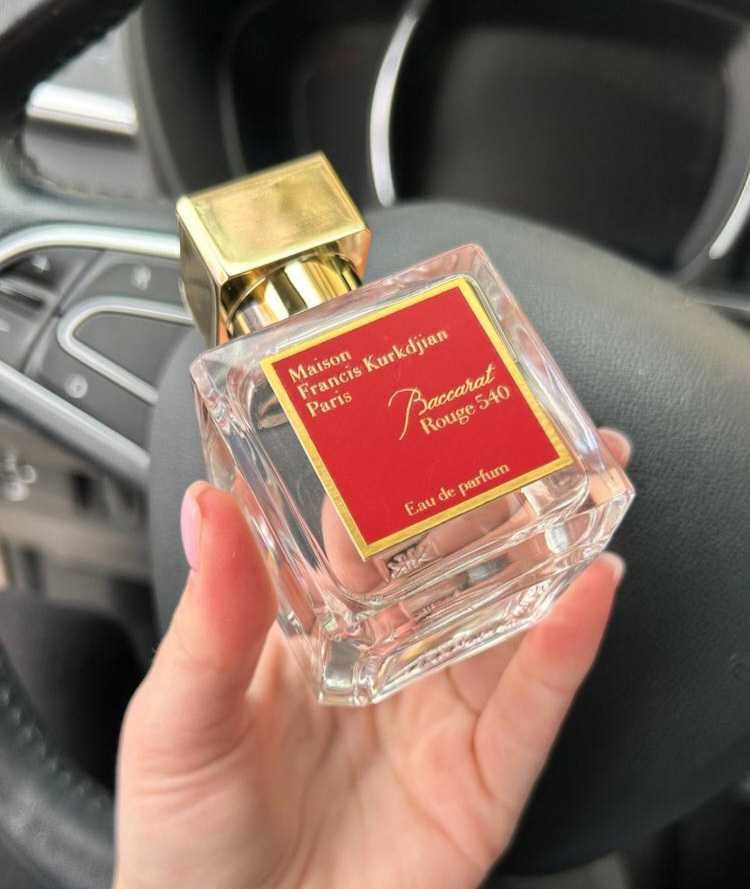 Maison
Francis Kurkdjian
Paris
Baccarat
Rouge 540
Eau de parfum